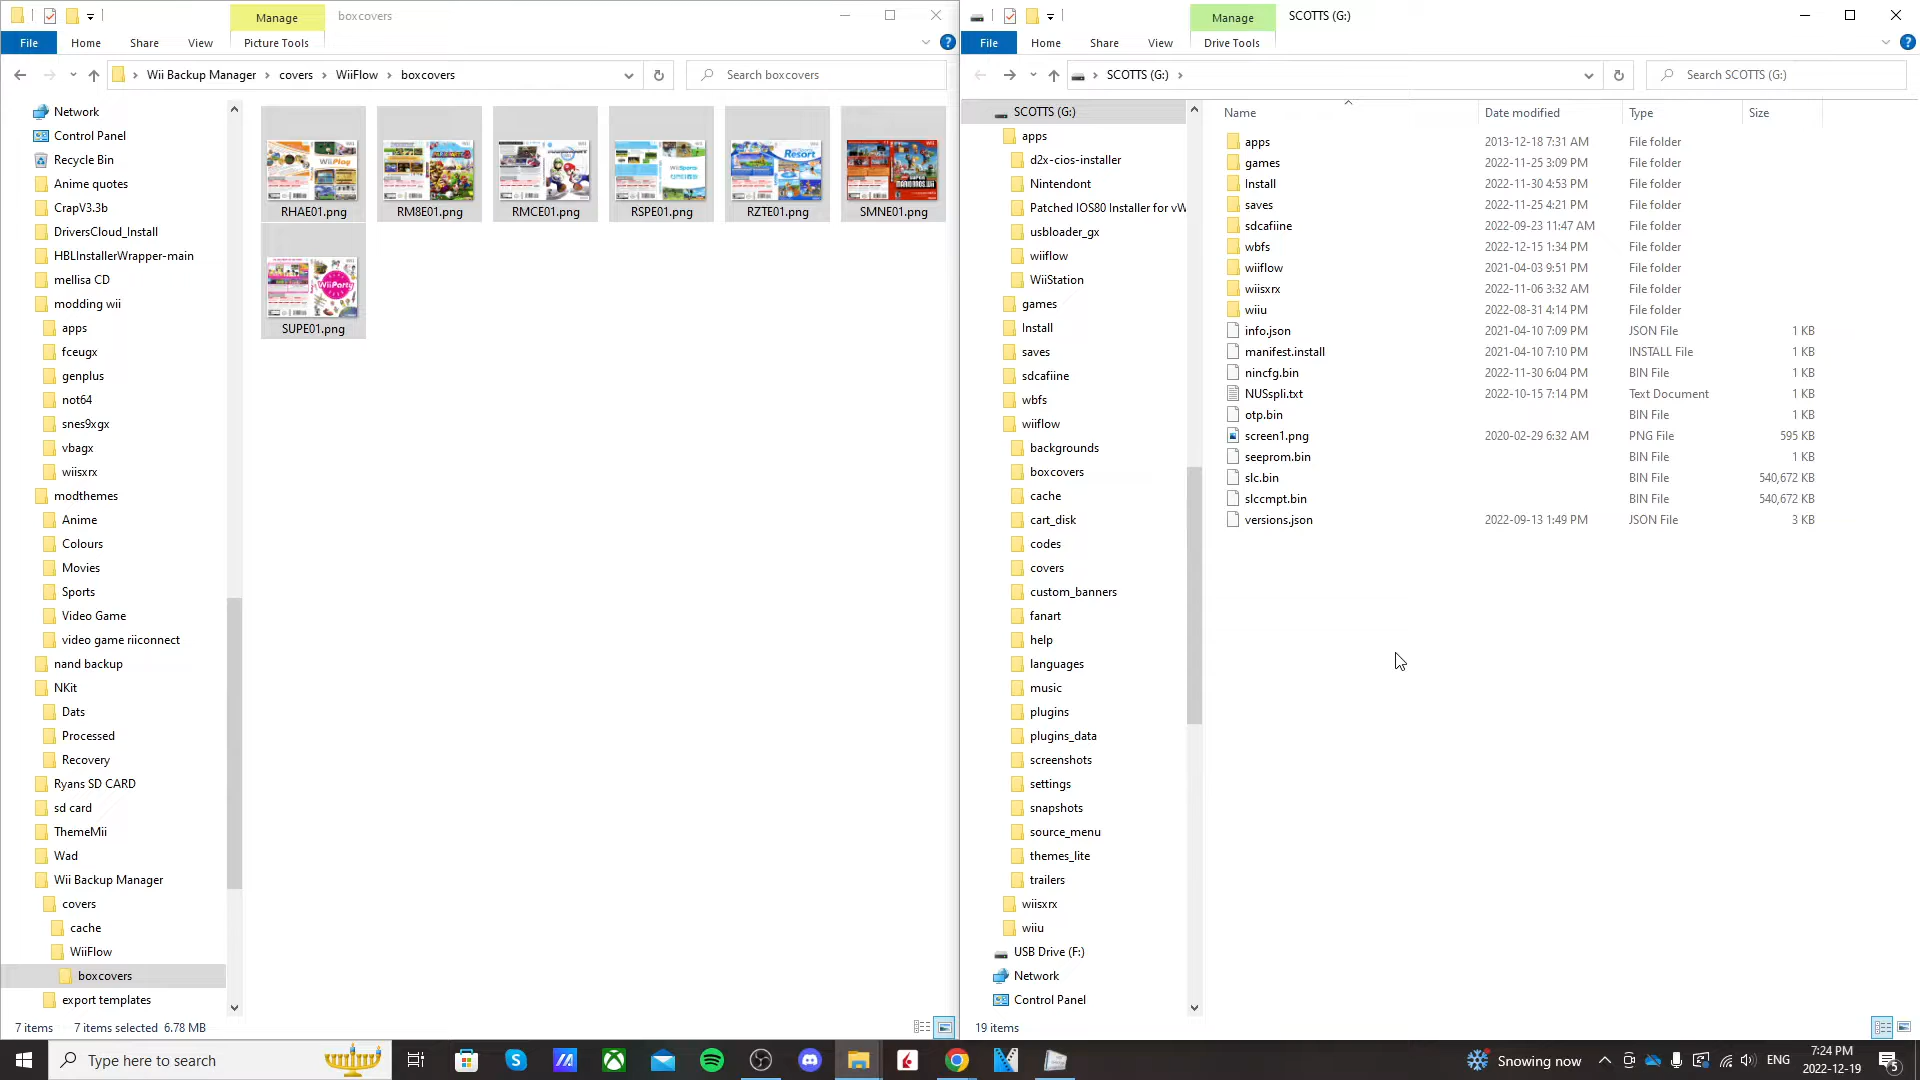 Manage
boxcovers
File
Home
Share
View
Picture Tools
Wii Backup Manager
covers
WiiFlow
boxcovers
Search boxcovers
Network
Control Panel
Recycle Bin
Anime quotes
CrapV3.3b
DriversCloud_Install
HBLInstallerWrapper-main
mellisa CD
modding wii
apps
fceugx
genplus
not64
snes9xgx
vbagx
wiisxrx
modthemes
Anime
Colours
Movies
Sports
Video Game
video game riiconnect
nand backup
NKit
Dats
Processed
Recovery
Ryans SD CARD
sd card
ThemeMii
Wad
Wii Backup Manager
covers
cache
WiiFlow
boxcovers
export templates
RHAE01.png
RM8E01.png
RMCE01.png
RSPE01.png
RZTE01.png
SMNE01.png
SUPE01.png
7 items
7 items selected 6.78 MB
Manage
SCOTTS (G:)
File
Home
Share
View
Drive Tools
SCOTTS (G:)
Search SCOTTS (G:)
SCOTTS (G:)
apps
d2x-cios-installer
Nintendont
Patched IOS80 Installer for vW
usbloader_gx
wiiflow
WiiStation
games
Install
saves
sdcafiine
wbfs
wiiflow
backgrounds
boxcovers
cache
cart_disk
codes
covers
custom_banners
fanart
help
languages
music
plugins
plugins_data
screenshots
settings
snapshots
source_menu
themes_lite
trailers
wiisxrx
wiiu
USB Drive (F:)
Network
Control Panel
Name Date modified Type Size
apps 2013-12-18 7:31 AM File folder
games 2022-11-25 3:09 PM File folder
Install 2022-11-30 4:53 PM File folder
saves 2022-11-25 4:21 PM File folder
sdcafiine 2022-09-23 11:47 AM File folder
wbfs 2022-12-15 1:34 PM File folder
wiiflow 2021-04-03 9:51 PM File folder
wiisxrx 2022-11-06 3:32 AM File folder
wiiu 2022-08-31 4:14 PM File folder
info.json 2021-04-10 7:09 PM JSON File 1 KB
manifest.install 2021-04-10 7:10 PM INSTALL File 1 KB
nincfg.bin 2022-11-30 6:04 PM BIN File 1 KB
NUSspli.txt 2022-10-15 7:14 PM Text Document 1 KB
otp.bin BIN File 1 KB
screen1.png 2020-02-29 6:32 AM PNG File 595 KB
seeprom.bin BIN File 1 KB
slc.bin BIN File 540,672 KB
slccmpt.bin BIN File 540,672 KB
versions.json 2022-09-13 1:49 PM JSON File 3 KB
19 items
Type here to search
Snowing now
ENG
7:24 PM
2022-12-19
5